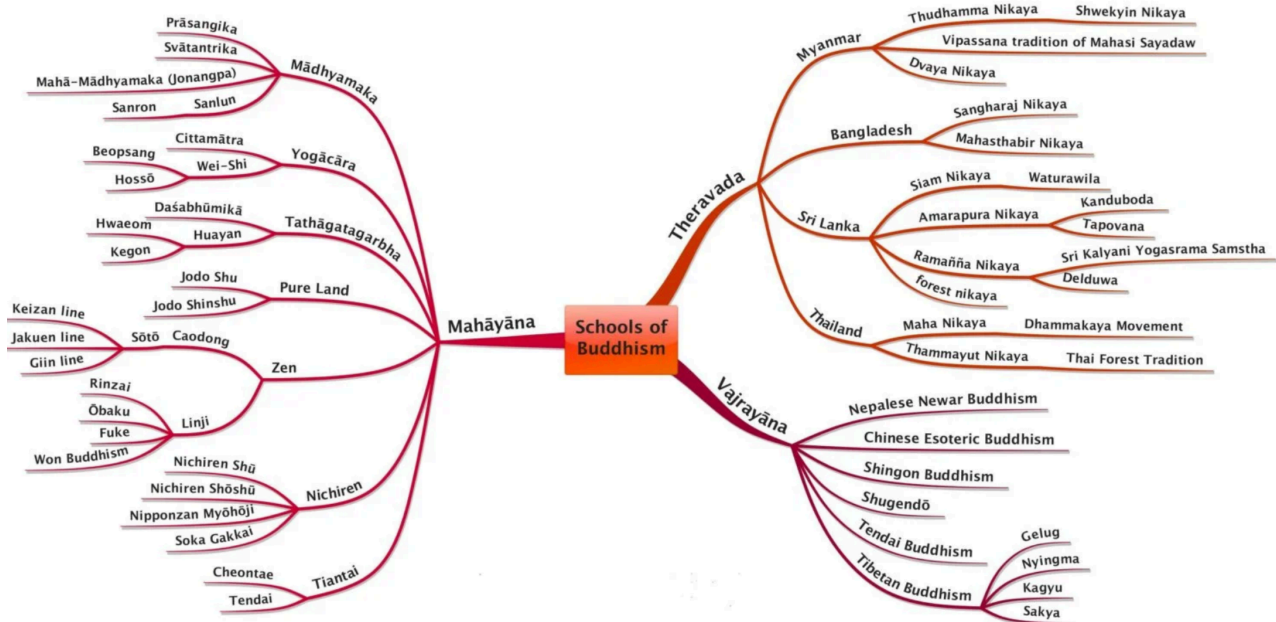 Schools of
Buddhism
Mahāyāna
Mādhyamaka
Prāsangika
Svātantrika
Mahā-Mādhyamaka (Jonangpa)
Sanlun
Sanron
Yogācāra
Cittamātra
Wei-Shi
Beopsang
Hossō
Tathāgatagarbha
Daśabhūmikā
Huayan
Hwaeom
Kegon
Pure Land
Jodo Shu
Jodo Shinshu
Zen
Caodong
Sōtō
Keizan line
Jakuen line
Giin line
Linji
Rinzai
Ōbaku
Fuke
Won Buddhism
Nichiren
Nichiren Shū
Nichiren Shōshū
Nipponzan Myōhōji
Soka Gakkai
Tiantai
Cheontae
Tendai
Theravada
Myanmar
Thudhamma Nikaya
Shwekyin Nikaya
Vipassana tradition of Mahasi Sayadaw
Dvaya Nikaya
Bangladesh
Sangharaj Nikaya
Mahasthabir Nikaya
Sri Lanka
Siam Nikaya
Waturawila
Amarapura Nikaya
Kanduboda
Tapovana
Ramañña Nikaya
Sri Kalyani Yogasrama Samstha
Delduwa
forest nikaya
Thailand
Maha Nikaya
Dhammakaya Movement
Thammayut Nikaya
Thai Forest Tradition
Vajrayāna
Nepalese Newar Buddhism
Chinese Esoteric Buddhism
Shingon Buddhism
Shugendō
Tendai Buddhism
Tibetan Buddhism
Gelug
Nyingma
Kagyu
Sakya